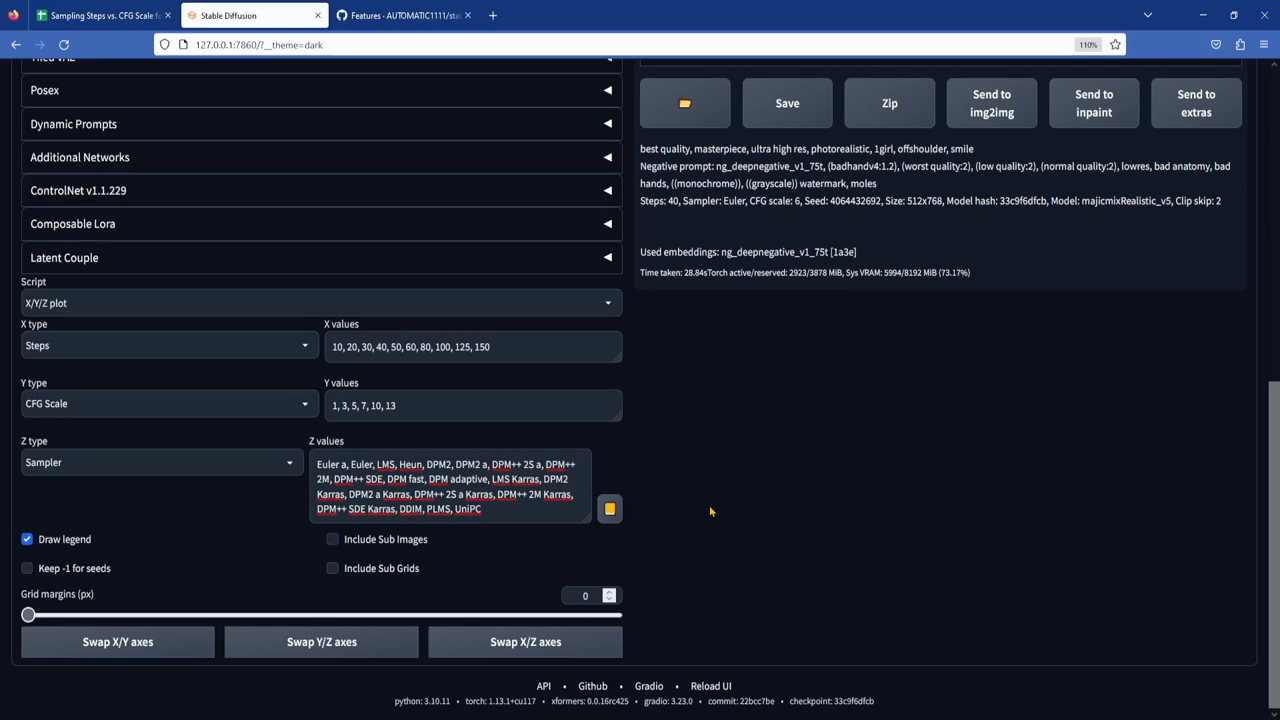 Sampling Steps vs. CFG Scale fo
Stable Diffusion
Features · AUTOMATIC1111/stab
127.0.0.1:7860/?__theme=dark
110%
Tiled VAE
Posex
Dynamic Prompts
Additional Networks
ControlNet v1.1.229
Composable Lora
Latent Couple
Script
X/Y/Z plot
X type
X values
Steps
10, 20, 30, 40, 50, 60, 80, 100, 125, 150
Y type
Y values
CFG Scale
1, 3, 5, 7, 10, 13
Z type
Z values
Sampler
Euler a, Euler, LMS, Heun, DPM2, DPM2 a, DPM++ 2S a, DPM++
2M, DPM++ SDE, DPM fast, DPM adaptive, LMS Karras, DPM2
Karras, DPM2 a Karras, DPM++ 2S a Karras, DPM++ 2M Karras,
DPM++ SDE Karras, DDIM, PLMS, UniPC
Draw legend
Include Sub Images
Keep -1 for seeds
Include Sub Grids
Grid margins (px)
0
Swap X/Y axes
Swap Y/Z axes
Swap X/Z axes
Save
Zip
Send to
img2img
Send to
inpaint
Send to
extras
best quality, masterpiece, ultra high res, photorealistic, 1girl, offshoulder, smile
Negative prompt: ng_deepnegative_v1_75t, (badhandv4:1.2), (worst quality:2), (low quality:2), (normal quality:2), lowres, bad anatomy, bad
hands, ((monochrome)), ((grayscale)) watermark, moles
Steps: 40, Sampler: Euler, CFG scale: 6, Seed: 4064432692, Size: 512x768, Model hash: 33c9f6dfcb, Model: majicmixRealistic_v5, Clip skip: 2
Used embeddings: ng_deepnegative_v1_75t [1a3e]
Time taken: 28.84sTorch active/reserved: 2923/3878 MiB, Sys VRAM: 5994/8192 MiB (73.17%)
API • Github • Gradio • Reload UI
python: 3.10.11 • torch: 1.13.1+cu117 • xformers: 0.0.16rc425 • gradio: 3.23.0 • commit: 22bcc7be • checkpoint: 33c9f6dfcb